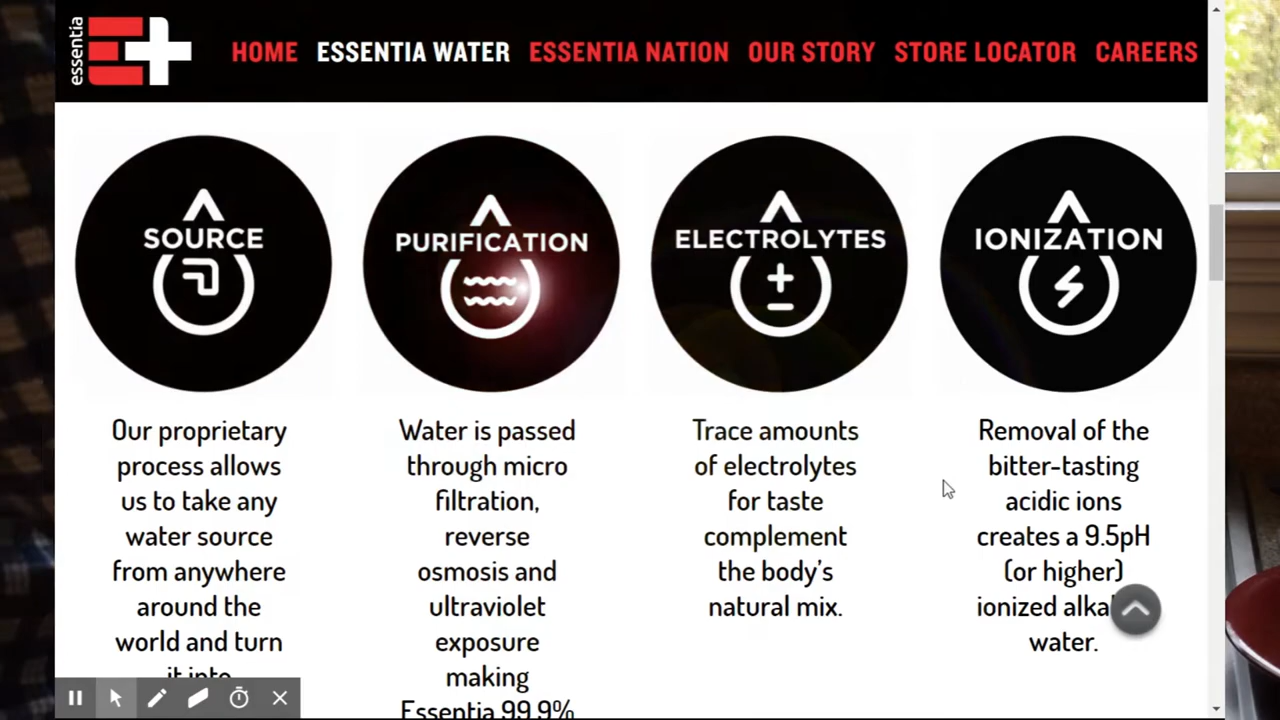 essentia
HOME ESSENTIA WATER ESSENTIA NATION OUR STORY STORE LOCATOR CAREERS
SOURCE
Our proprietary
process allows
us to take any
water source
from anywhere
around the
world and turn
it into
PURIFICATION
Water is passed
through micro
filtration,
reverse
osmosis and
ultraviolet
exposure
making
Essentia 99.9%
ELECTROLYTES
Trace amounts
of electrolytes
for taste
complement
the body's
natural mix.
IONIZATION
Removal of the
bitter-tasting
acidic ions
creates a 9.5pH
(or higher)
ionized
water.